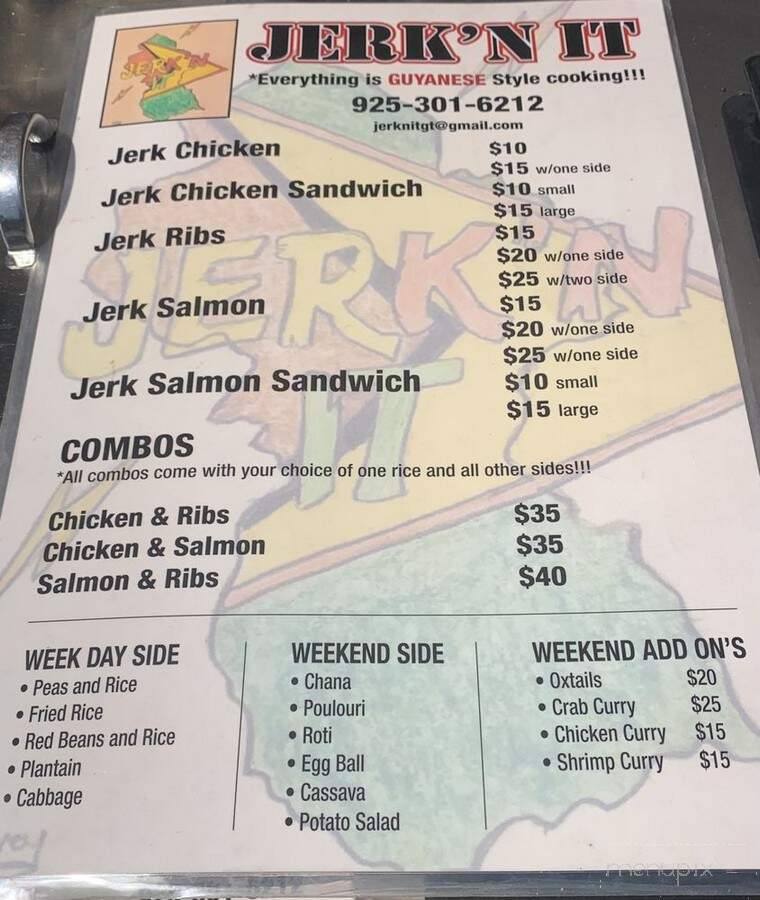 JERK'N IT
JERK'N IT
*Everything is GUYANESE Style cooking!!!
925-301-6212
jerknitgt@gmail.com
Jerk Chicken $10
$15 w/one side
Jerk Chicken Sandwich $10 small
$15 large
Jerk Ribs $15
$20 w/one side
$25 w/two side
Jerk Salmon $15
$20 w/one side
$25 w/one side
Jerk Salmon Sandwich $10 small
$15 large
JERK'N IT
COMBOS
*All combos come with your choice of one rice and all other sides!!!
Chicken & Ribs $35
Chicken & Salmon $35
Salmon & Ribs $40
WEEK DAY SIDE
• Peas and Rice
• Fried Rice
• Red Beans and Rice
• Plantain
• Cabbage
WEEKEND SIDE
• Chana
• Poulouri
• Roti
• Egg Ball
• Cassava
• Potato Salad
WEEKEND ADD ON'S
• Oxtails $20
• Crab Curry $25
• Chicken Curry $15
• Shrimp Curry $15
menupix